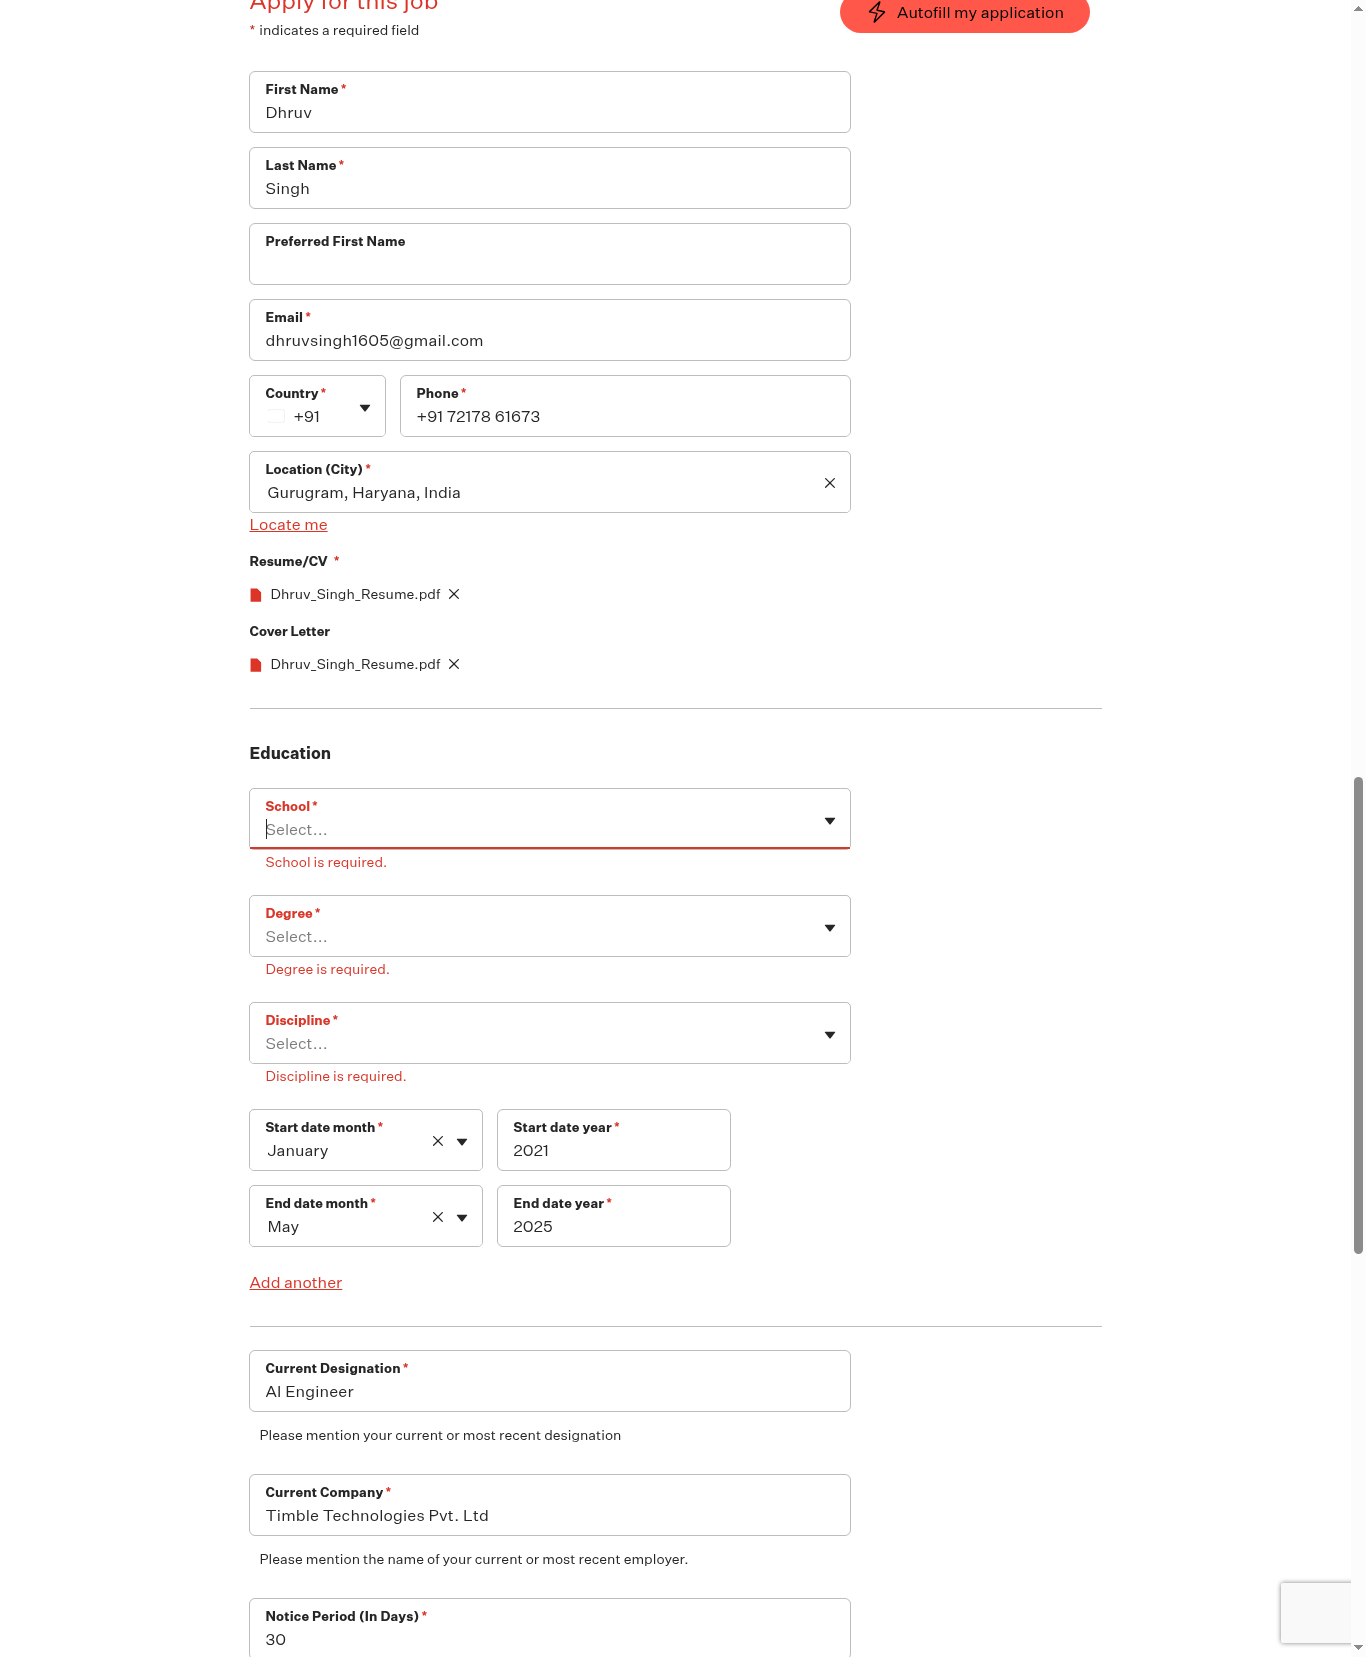 Apply for this job
Autofill my application
* indicates a required field
First Name *
Dhruv
Last Name *
Singh
Preferred First Name
Email *
dhruvsingh1605@gmail.com
Country *
+91
Phone *
+91 72178 61673
Location (City) *
Gurugram, Haryana, India
Locate me
Resume/CV *
Dhruv_Singh_Resume.pdf
Cover Letter
Dhruv_Singh_Resume.pdf
Education
School *
Select...
School is required.
Degree *
Select...
Degree is required.
Discipline *
Select...
Discipline is required.
Start date month *
January
Start date year *
2021
End date month *
May
End date year *
2025
Add another
Current Designation *
AI Engineer
Please mention your current or most recent designation
Current Company *
Timble Technologies Pvt. Ltd
Please mention the name of your current or most recent employer.
Notice Period (In Days) *
30